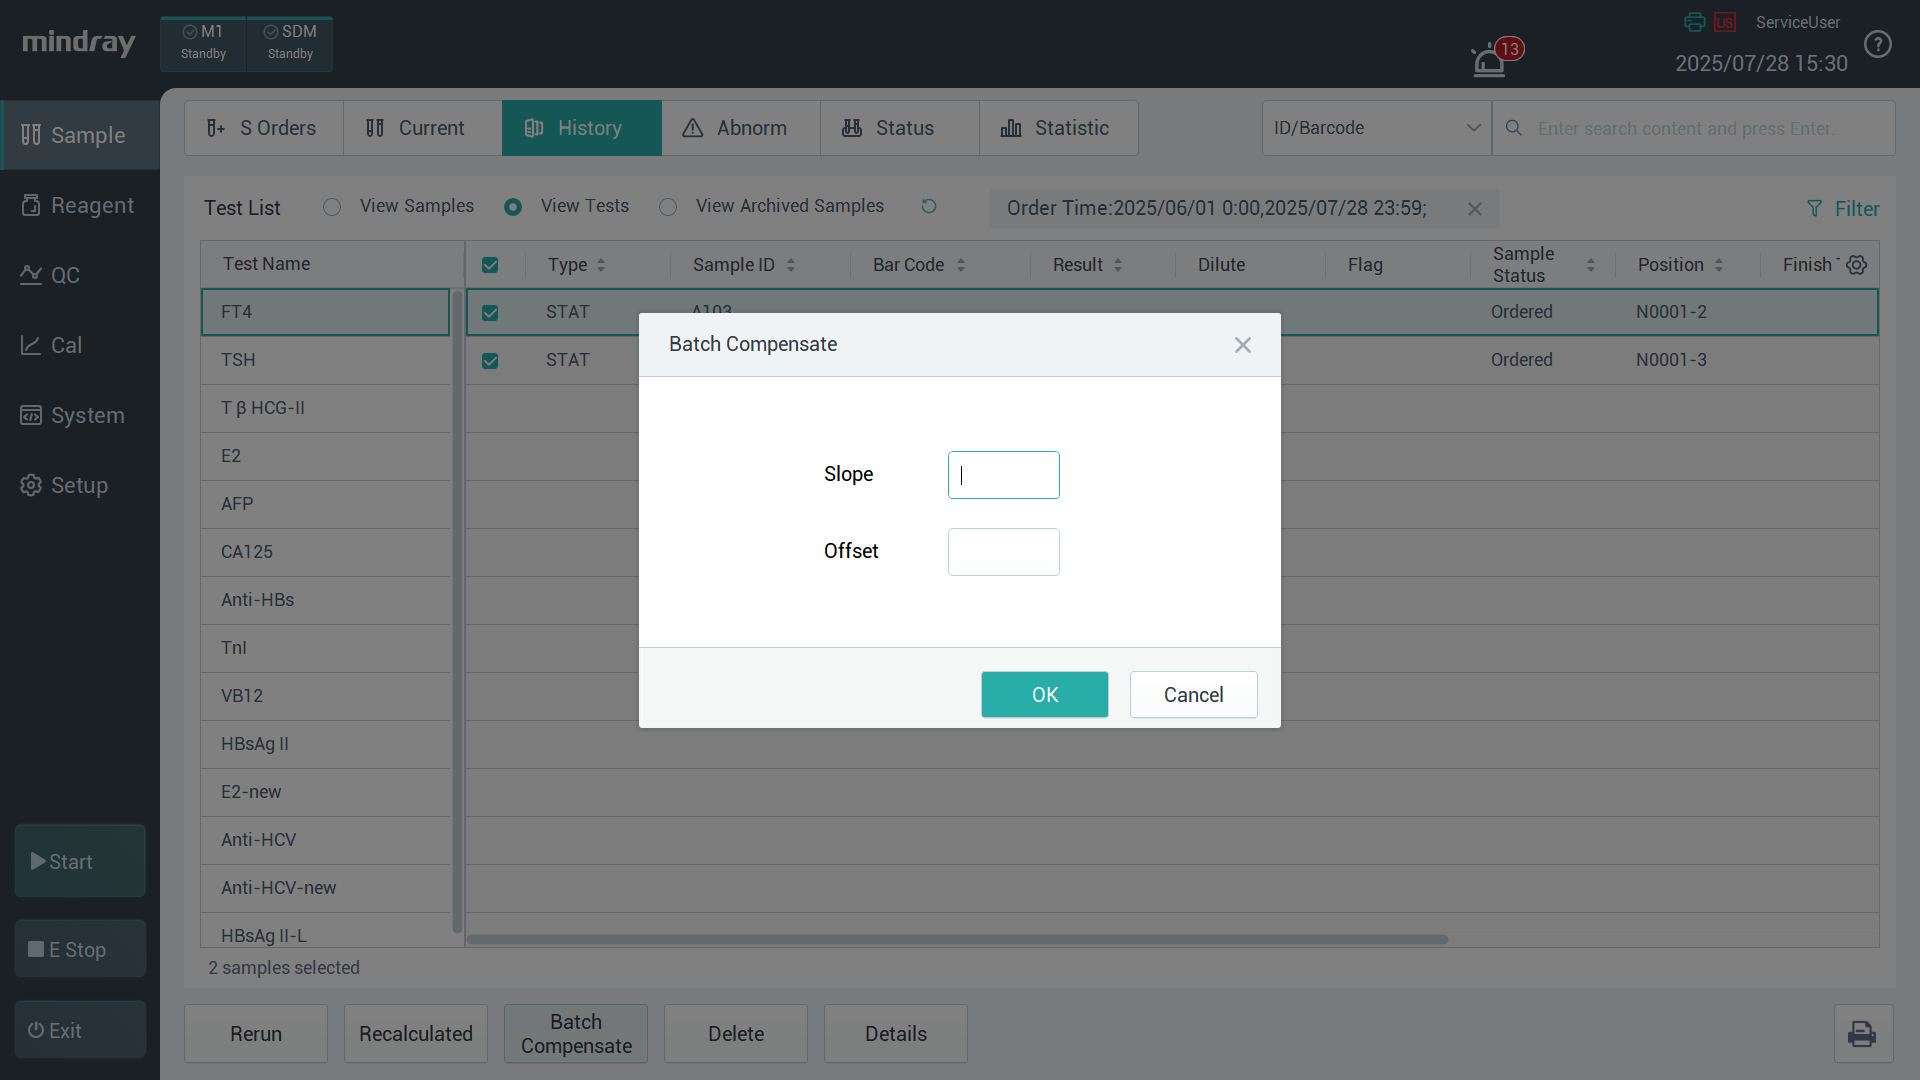 mindray
M1
Standby
SDM
Standby
13
LIS
ServiceUser
2025/07/28 15:30
?
Sample
Reagent
QC
Cal
System
Setup
Start
E Stop
Exit
S Orders
Current
History
Abnorm
Status
Statistic
ID/Barcode
Enter search content and press Enter.
Test List
View Samples
View Tests
View Archived Samples
Order Time:2025/06/01 0:00,2025/07/28 23:59;
Filter
Test Name
Type
Sample ID
Bar Code
Result
Dilute
Flag
Sample
Status
Position
Finish
FT4
STAT
A103
Ordered
N0001-2
TSH
STAT
Ordered
N0001-3
T β HCG-II
E2
AFP
CA125
Anti-HBs
TnI
VB12
HBsAg II
E2-new
Anti-HCV
Anti-HCV-new
HBsAg II-L
2 samples selected
Batch Compensate
Slope
Offset
OK
Cancel
Rerun
Recalculated
Batch
Compensate
Delete
Details